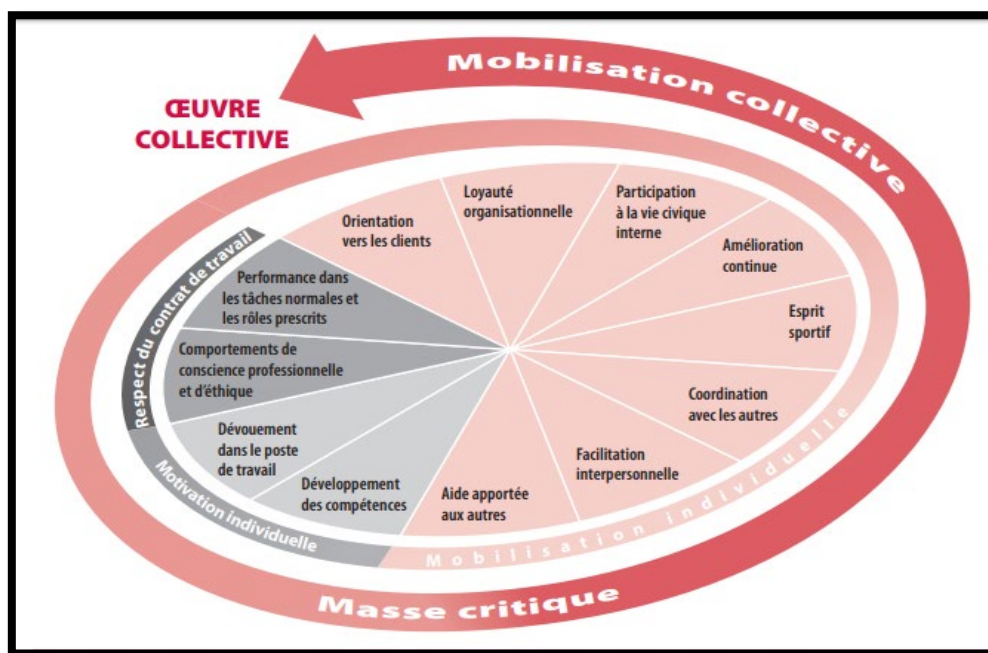 Mobilisation collective
ŒUVRE
COLLECTIVE
Orientation
vers les clients
Loyauté
organisationnelle
Participation
à la vie civique
interne
Amélioration
continue
Esprit
sportif
Coordination
avec les autres
Facilitation
interpersonnelle
Aide apportée
aux autres
Développement
des compétences
Dévouement
dans le poste
de travail
Comportements de
conscience professionnelle
et d'éthique
Performance dans
les tâches normales et
les rôles prescrits
Respect du contrat de travail
Motivation individuelle
Mobilisation individuelle
Masse critique